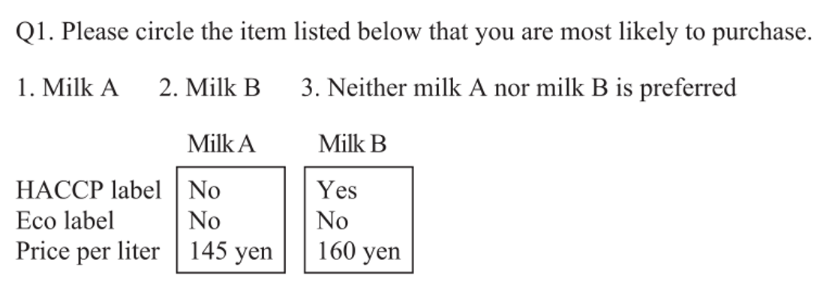 Q1. Please circle the item listed below that you are most likely to purchase.
1. Milk A 2. Milk B 3. Neither milk A nor milk B is preferred
Milk A Milk B
HACCP label No Yes
Eco label No No
Price per liter 145 yen 160 yen